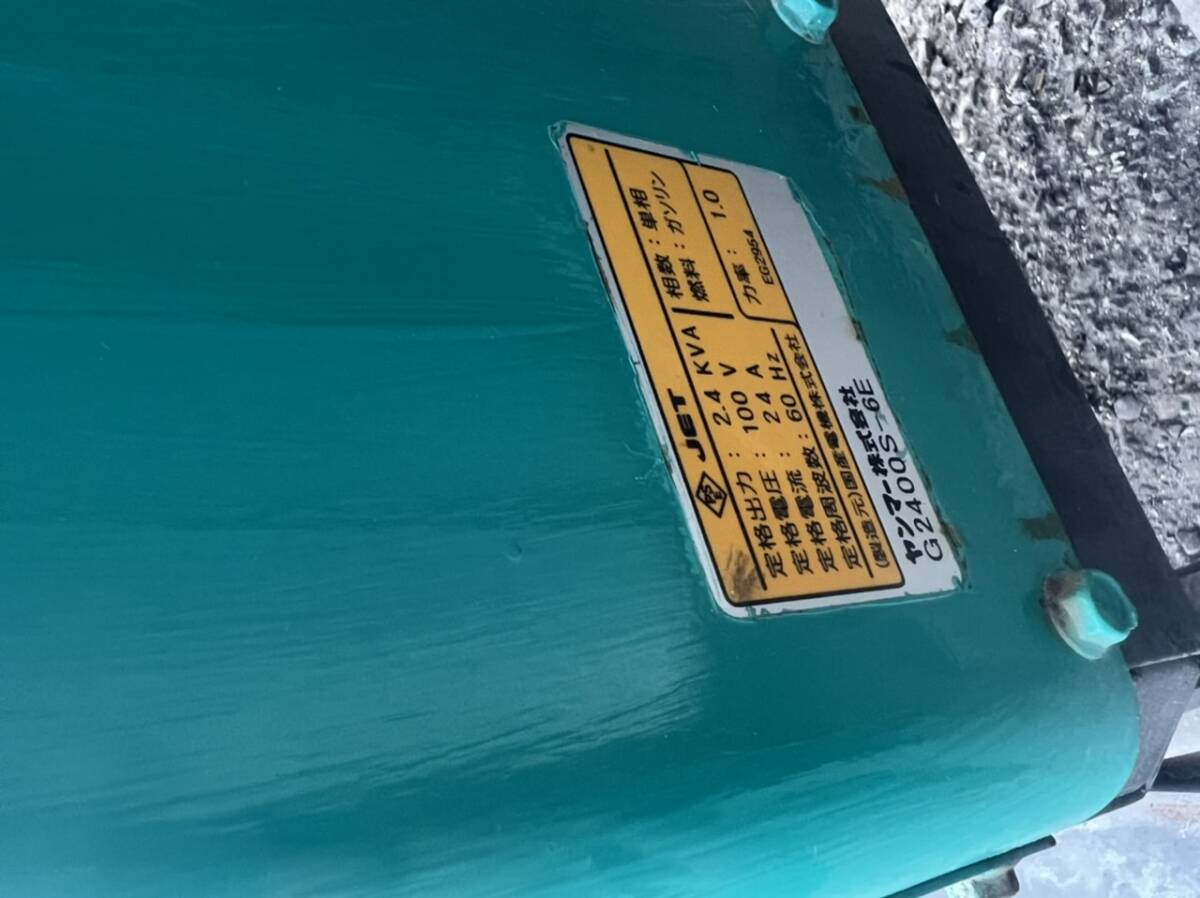 JET
定格出力: 2.4 KVA
定格電圧: 100 V
定格電流: 24 A
定格周波数: 60 Hz
(製造元)国産電機株式会社
相数: 単相
燃料: ガソリン
力率: 1.0
EG2954
ヤンマー株式会社
G2400S-6E